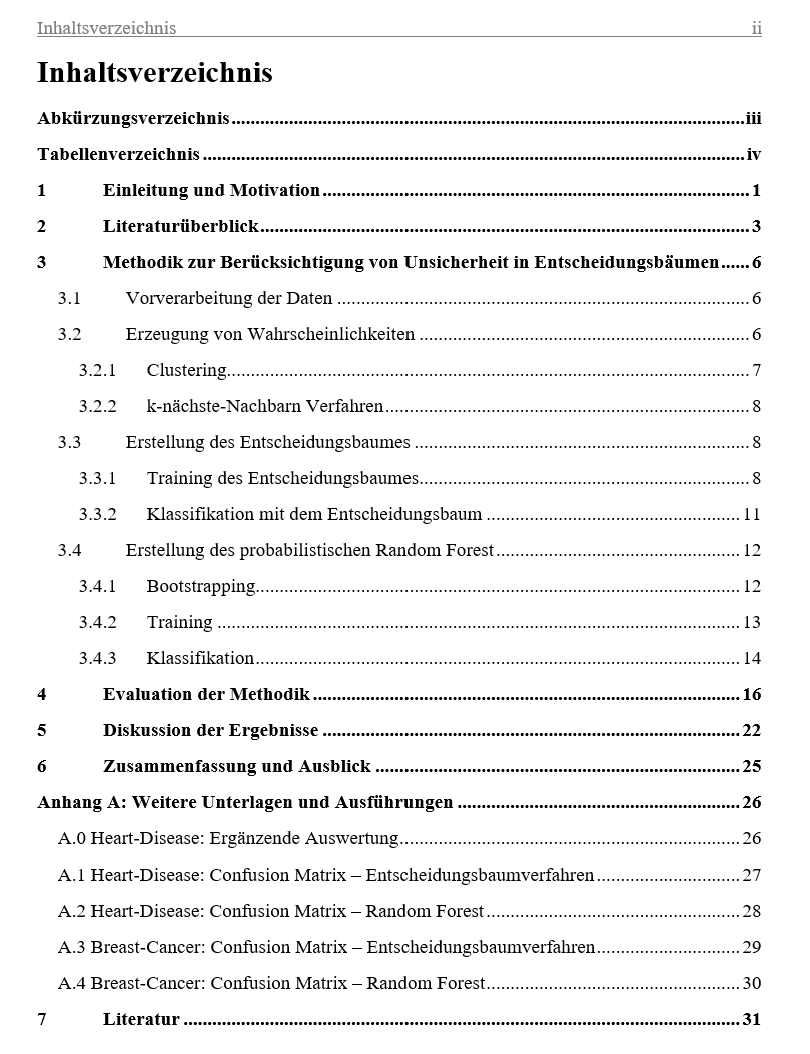 Inhaltsverzeichnis ii
Inhaltsverzeichnis
Abkürzungsverzeichnis........................................................iii
Tabellenverzeichnis........................................................iv
1 Einleitung und Motivation........................................................1
2 Literaturüberblick........................................................3
3 Methodik zur Berücksichtigung von Unsicherheit in Entscheidungsbäumen......6
3.1 Vorverarbeitung der Daten........................................................6
3.2 Erzeugung von Wahrscheinlichkeiten........................................................6
3.2.1 Clustering........................................................7
3.2.2 k-nächste-Nachbarn Verfahren........................................................8
3.3 Erstellung des Entscheidungsbaumes........................................................8
3.3.1 Training des Entscheidungsbaumes........................................................8
3.3.2 Klassifikation mit dem Entscheidungsbaum........................................................11
3.4 Erstellung des probabilistischen Random Forest........................................................12
3.4.1 Bootstrapping........................................................12
3.4.2 Training........................................................13
3.4.3 Klassifikation........................................................14
4 Evaluation der Methodik........................................................16
5 Diskussion der Ergebnisse........................................................22
6 Zusammenfassung und Ausblick........................................................25
Anhang A: Weitere Unterlagen und Ausführungen........................................................26
A.0 Heart-Disease: Ergänzende Auswertung........................................................26
A.1 Heart-Disease: Confusion Matrix – Entscheidungsbaumverfahren..............................27
A.2 Heart-Disease: Confusion Matrix – Random Forest........................................................28
A.3 Breast-Cancer: Confusion Matrix – Entscheidungsbaumverfahren..............................29
A.4 Breast-Cancer: Confusion Matrix – Random Forest........................................................30
7 Literatur........................................................31